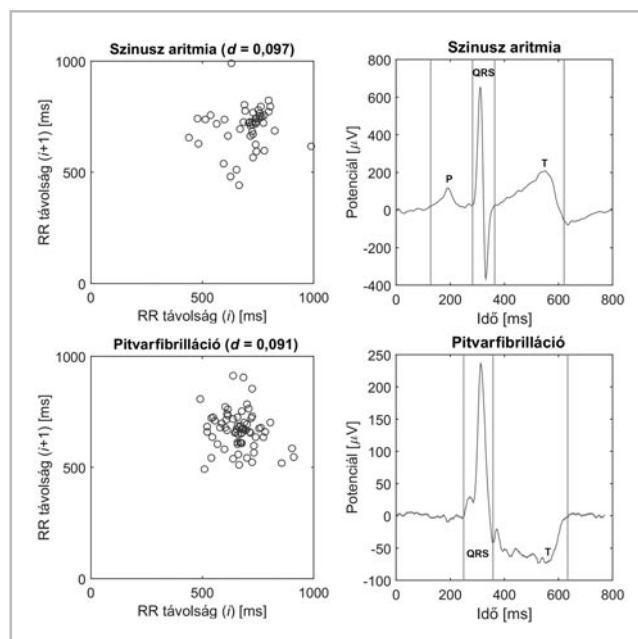 Szinusz aritmia (d = 0,097)
1000
500
0
0
500
1000
RR távolság (i+1) [ms]
RR távolság (i) [ms]
Szinusz aritmia
800
600
400
200
0
-200
-400
0
200
400
600
800
Potenciál [µV]
Idő [ms]
P
QRS
T
Pitvarfibrilláció (d = 0,091)
1000
500
0
0
500
1000
RR távolság (i+1) [ms]
RR távolság (i) [ms]
Pitvarfibrilláció
250
200
150
100
50
0
-50
-100
0
200
400
600
800
Potenciál [µV]
Idő [ms]
QRS
T